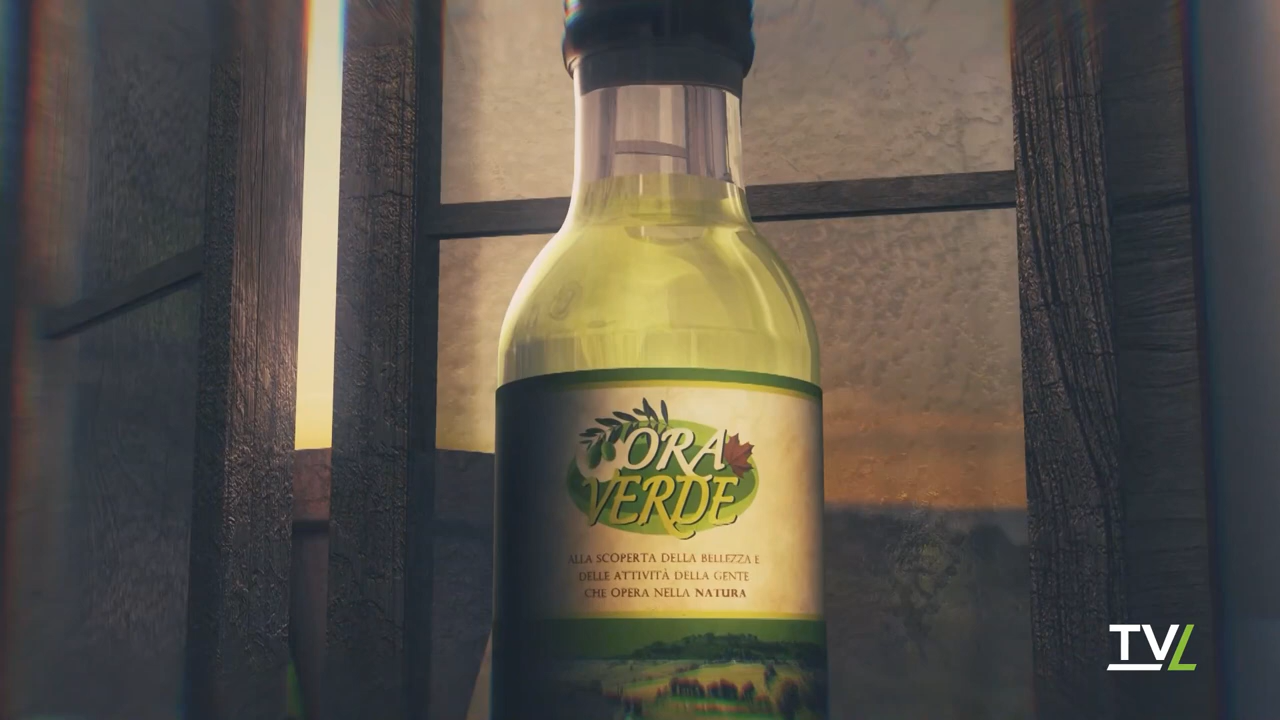 ORA
VERDE
ALLA SCOPERTA DELLA BELLEZZA E
DELLE ATTIVITÀ DELLA GENTE
CHE OPERA NELLA NATURA
TVL